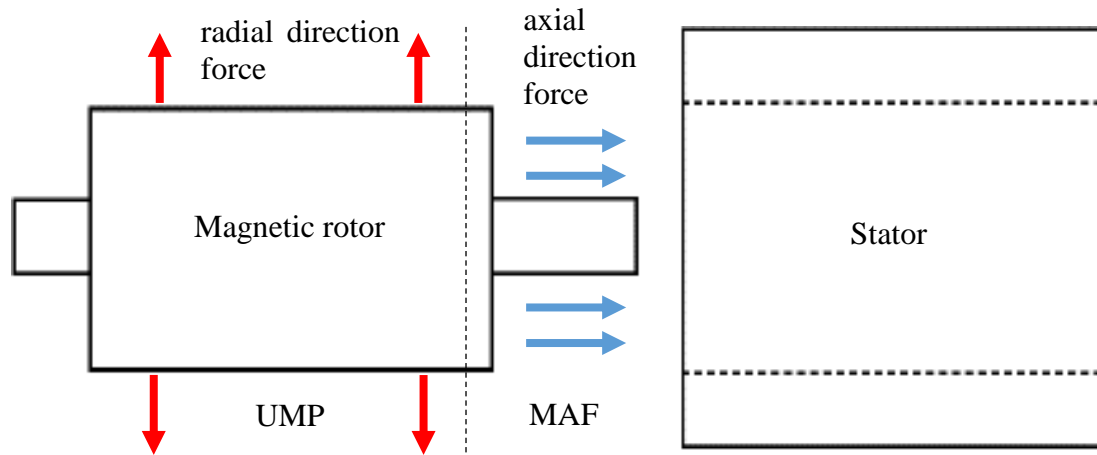 radial direction
force
axial
direction
force
Magnetic rotor
Stator
UMP
MAF